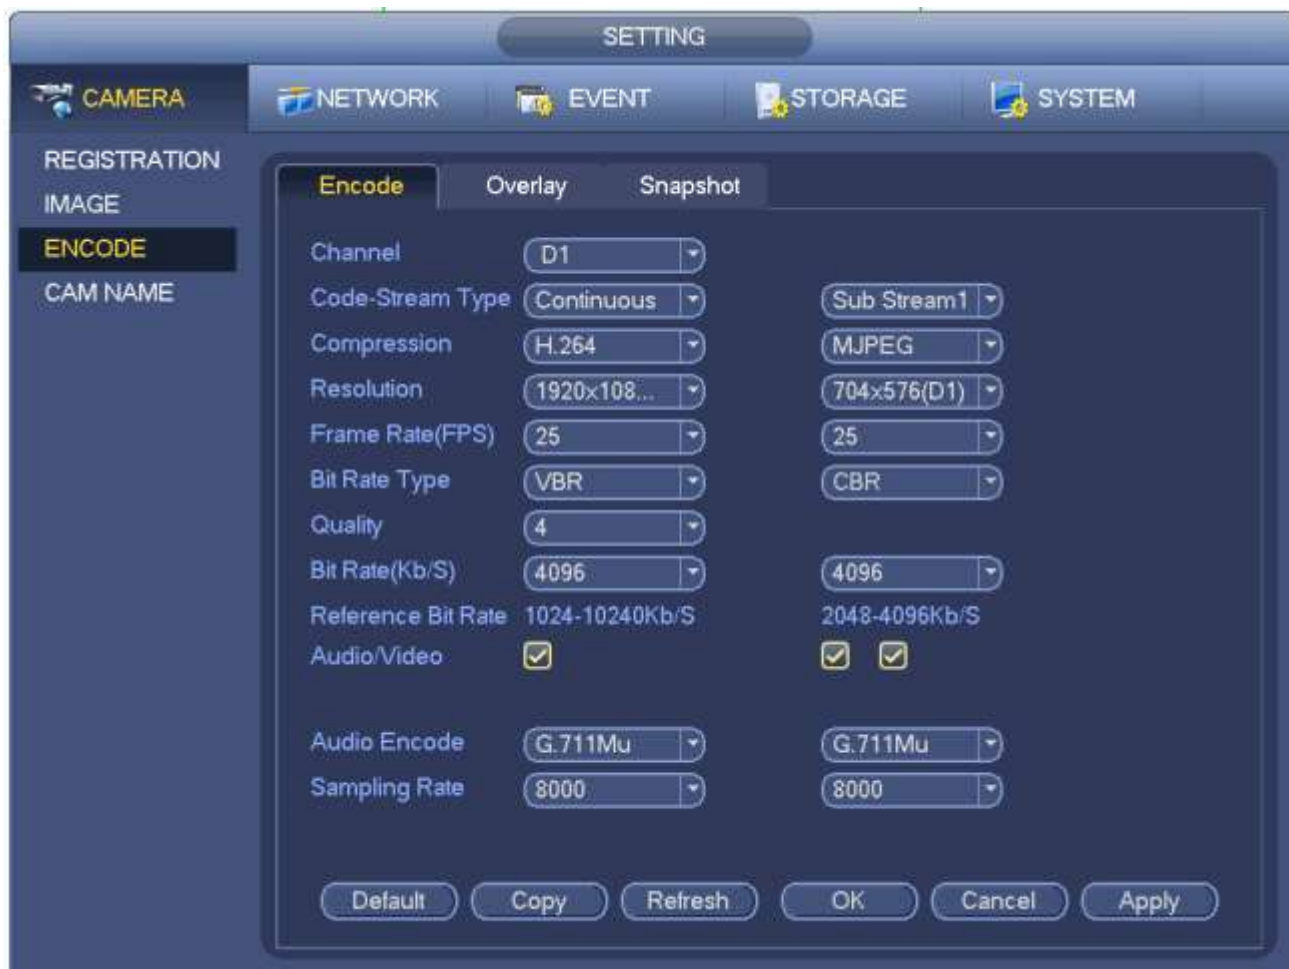 SETTING
CAMERA NETWORK EVENT STORAGE SYSTEM
REGISTRATION
IMAGE
ENCODE
CAM NAME
Encode Overlay Snapshot
Channel D1
Code-Stream Type Continuous Sub Stream1
Compression H.264 MJPEG
Resolution 1920x108... 704x576(D1)
Frame Rate(FPS) 25 25
Bit Rate Type VBR CBR
Quality 4
Bit Rate(Kb/S) 4096 4096
Reference Bit Rate 1024-10240Kb/S 2048-4096Kb/S
Audio/Video
Audio Encode G.711Mu G.711Mu
Sampling Rate 8000 8000
Default Copy Refresh OK Cancel Apply